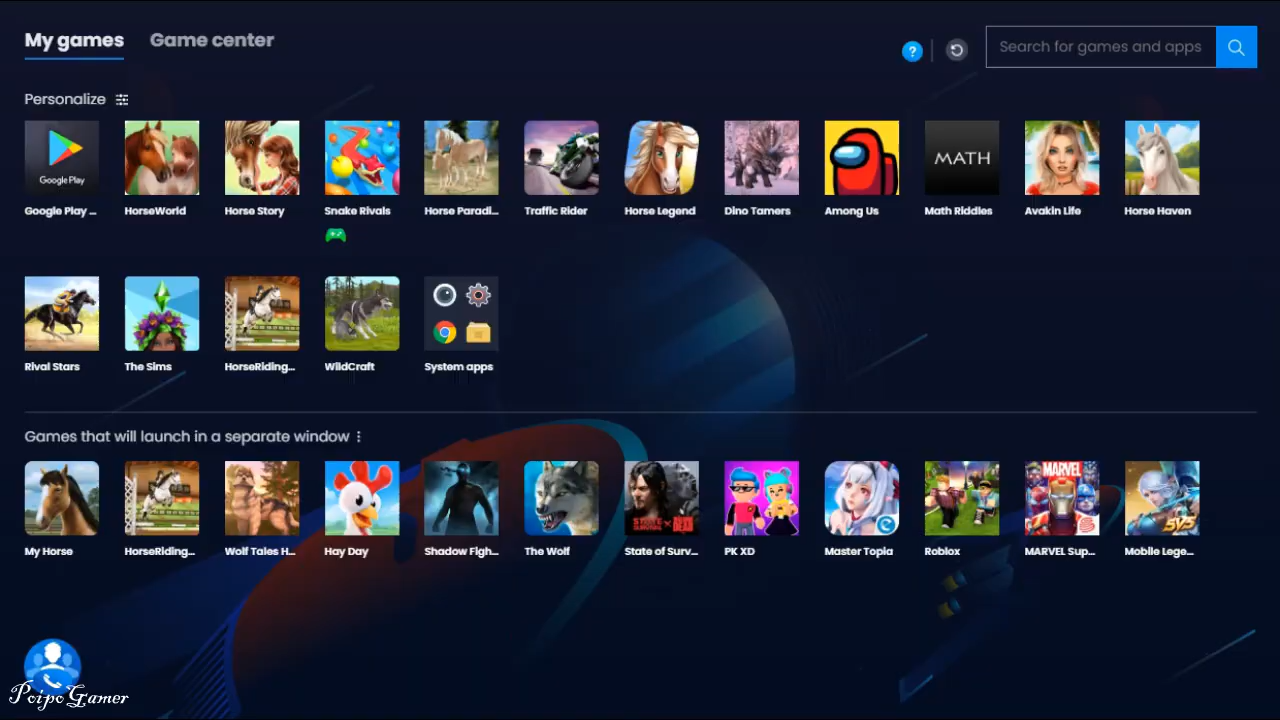 My games Game center
? Search for games and apps
Personalize
Google Play
MATH
Google Play ... HorseWorld Horse Story Snake Rivals Horse Paradi... Traffic Rider Horse Legend Dino Tamers Among Us Math Riddles Avakin Life Horse Haven
Rival Stars The Sims HorseRiding... WildCraft System apps
Games that will launch in a separate window
MARVEL
5V5
My Horse HorseRiding... Wolf Tales H... Hay Day Shadow Figh... The Wolf State of Surv... PK XD Master Topia Roblox MARVEL Sup... Mobile Lege...
Poipo Gamer